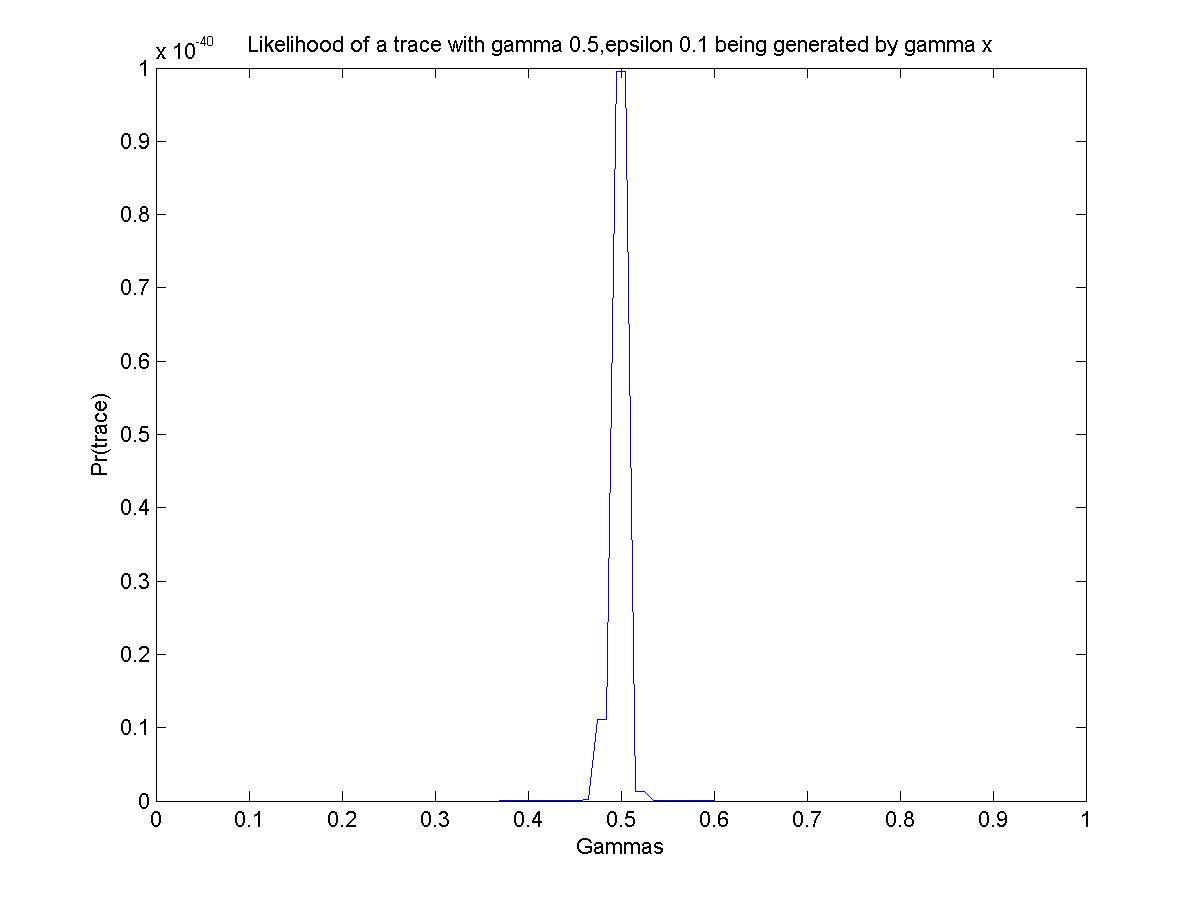 x 10-40
Likelihood of a trace with gamma 0.5,epsilon 0.1 being generated by gamma x
1
0.9
0.8
0.7
0.6
0.5
0.4
0.3
0.2
0.1
0
Pr(trace)
0 0.1 0.2 0.3 0.4 0.5 0.6 0.7 0.8 0.9 1
Gammas